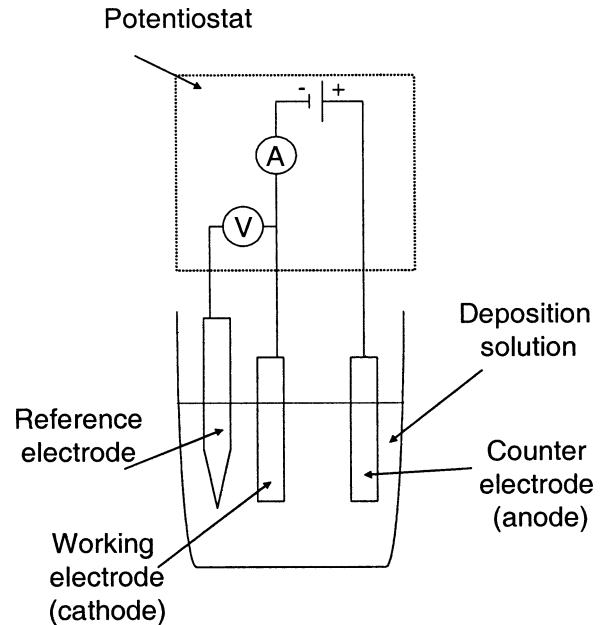 Potentiostat
- +
A
V
Deposition
solution
Reference
electrode
Counter
electrode
(anode)
Working
electrode
(cathode)